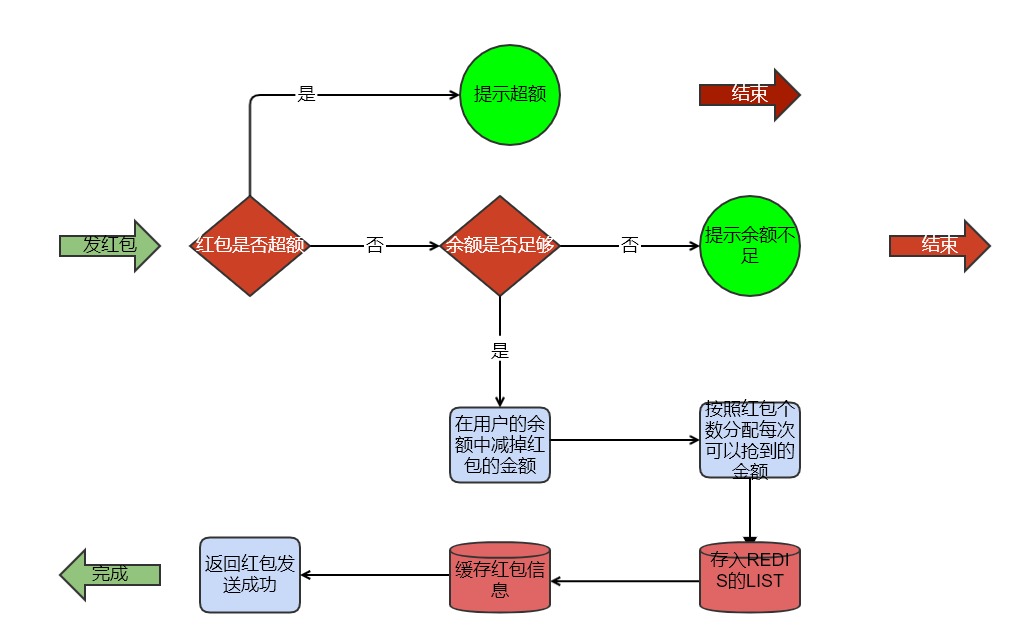 是
提示超额
结束
发红包
红包是否超额
否
余额是否足够
否
提示余额不
足
结束
是
在用户的余
额中减掉红
包的金额
按照红包个
数分配每次
可以抢到的
金额
完成
返回红包发
送成功
缓存红包信
息
存入REDI
S的LIST